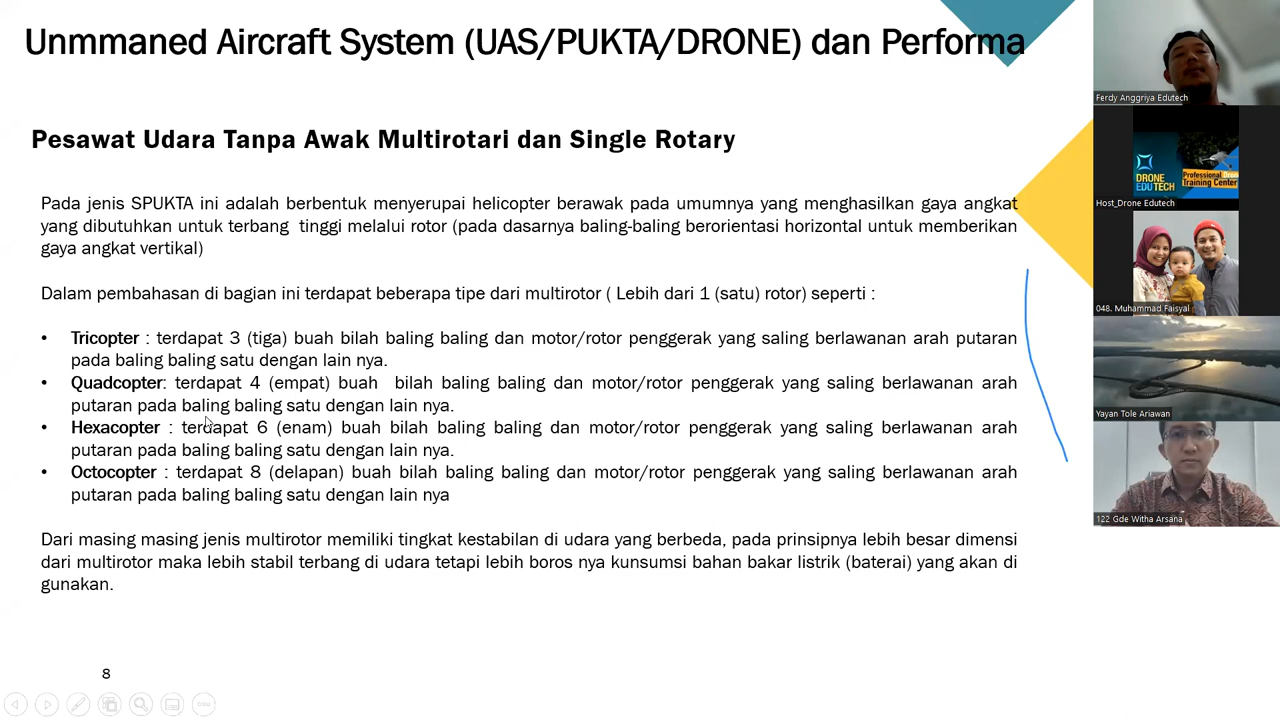 Unmmaned Aircraft System (UAS/PUKTA/DRONE) dan Performa
Pesawat Udara Tanpa Awak Multirotari dan Single Rotary
Pada jenis SPUKTA ini adalah berbentuk menyerupai helicopter berawak pada umumnya yang menghasilkan gaya angkat
yang dibutuhkan untuk terbang tinggi melalui rotor (pada dasarnya baling-baling berorientasi horizontal untuk memberikan
gaya angkat vertikal)
Dalam pembahasan di bagian ini terdapat beberapa tipe dari multirotor ( Lebih dari 1 (satu) rotor) seperti :
• Tricopter : terdapat 3 (tiga) buah bilah baling baling dan motor/rotor penggerak yang saling berlawanan arah putaran
pada baling baling satu dengan lain nya.
• Quadcopter: terdapat 4 (empat) buah bilah baling baling dan motor/rotor penggerak yang saling berlawanan arah
putaran pada baling baling satu dengan lain nya.
• Hexacopter : terdapat 6 (enam) buah bilah baling baling dan motor/rotor penggerak yang saling berlawanan arah
putaran pada baling baling satu dengan lain nya.
• Octocopter : terdapat 8 (delapan) buah bilah baling baling dan motor/rotor penggerak yang saling berlawanan arah
putaran pada baling baling satu dengan lain nya
Dari masing masing jenis multirotor memiliki tingkat kestabilan di udara yang berbeda, pada prinsipnya lebih besar dimensi
dari multirotor maka lebih stabil terbang di udara tetapi lebih boros nya kunsumsi bahan bakar listrik (baterai) yang akan di
gunakan.
8
Ferdy Anggriya Edutech
DRONE
EDUTECH
Professional Drone
Training Center
Host_Drone Edutech
048. Muhammad Faisyal
Yayan Tole Ariawan
122 Gde Witha Arsana